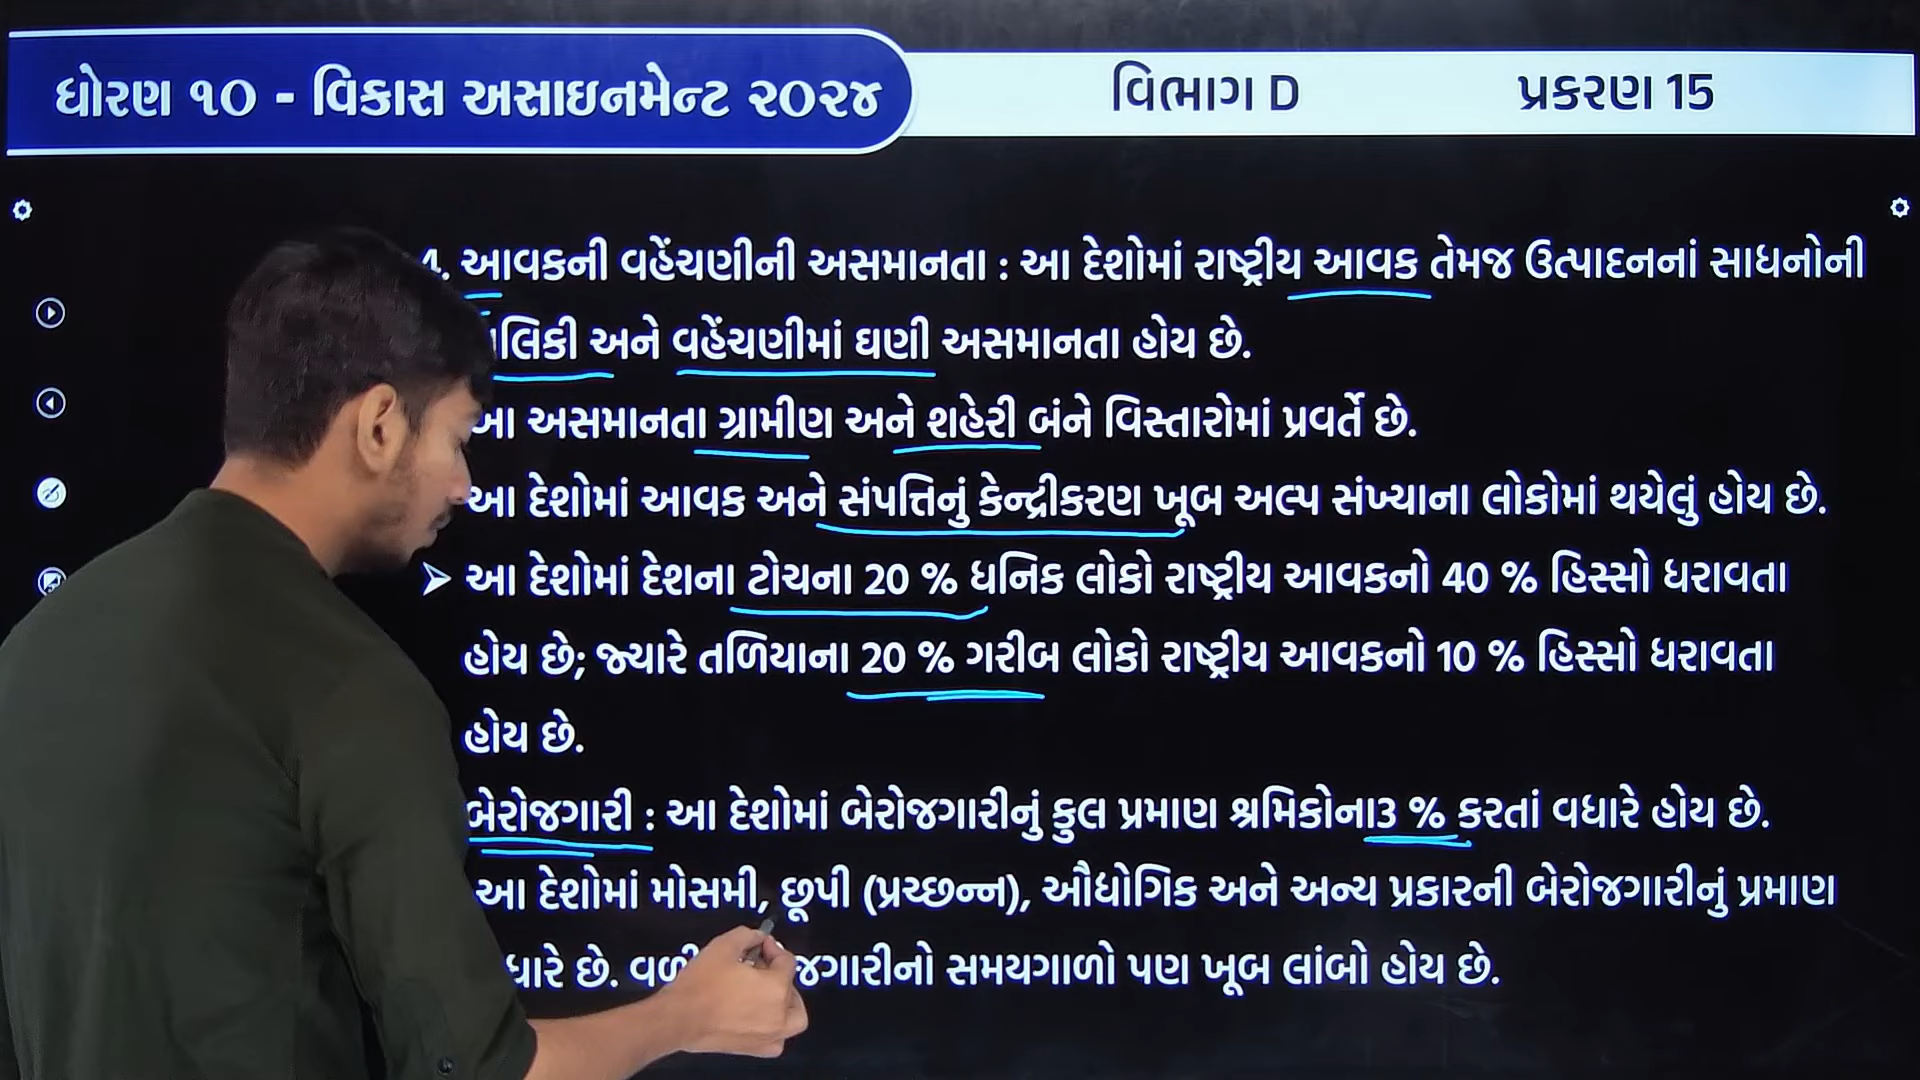 ધોરણ ૧૦ - વિકાસ અસાઇનમેન્ટ ૨૦૨૪
વિભાગ D
પ્રકરણ 15
4. આવકની વહેંચણીની અસમાનતા : આ દેશોમાં રાષ્ટ્રીય આવક તેમજ ઉત્પાદનનાં સાધનોની
અને વહેંચણીમાં ઘણી અસમાનતા હોય છે.
આ અસમાનતા ગ્રામીણ અને શહેરી બંને વિસ્તારોમાં પ્રવર્તે છે.
આ દેશોમાં આવક અને સંપત્તિનું કેન્દ્રીકરણ ખૂબ અલ્પ સંખ્યાના લોકોમાં થયેલું હોય છે.
➢ આ દેશોમાં દેશના ટોચના 20 % ધનિક લોકો રાષ્ટ્રીય આવકનો 40 % હિસ્સો ધરાવતા
હોય છે; જ્યારે તળિયાના 20 % ગરીબ લોકો રાષ્ટ્રીય આવકનો 10 % હિસ્સો ધરાવતા
હોય છે.
બેરોજગારી : આ દેશોમાં બેરોજગારીનું કુલ પ્રમાણ શ્રમિકોના૩ % કરતાં વધારે હોય છે.
આ દેશોમાં મોસમી, છૂપી (પ્રચ્છન્ન), ઔદ્યોગિક અને અન્ય પ્રકારની બેરોજગારીનું પ્રમાણ
છે. સમયગાળો પણ ખૂબ લાંબો હોય છે.